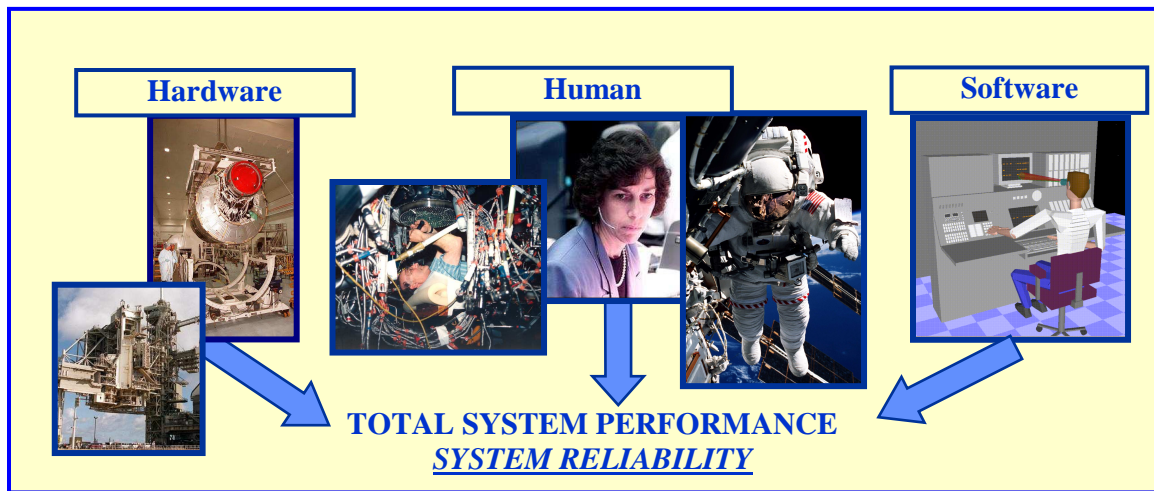 Hardware
Human
Software
TOTAL SYSTEM PERFORMANCE
SYSTEM RELIABILITY